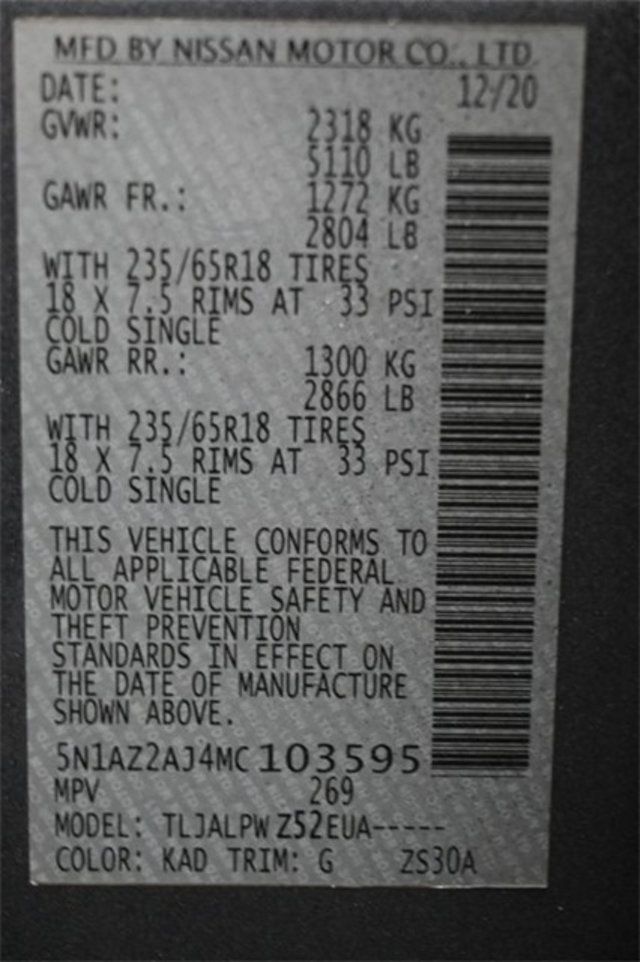 MFD BY NISSAN MOTOR CO., LTD.
DATE: 12/20
GVWR: 2318 KG
5110 LB
GAWR FR.: 1272 KG
2804 LB
WITH 235/65R18 TIRES
18 X 7.5 RIMS AT 33 PSI
COLD SINGLE
GAWR RR.: 1300 KG
2866 LB
WITH 235/65R18 TIRES
18 X 7.5 RIMS AT 33 PSI
COLD SINGLE
THIS VEHICLE CONFORMS TO
ALL APPLICABLE FEDERAL
MOTOR VEHICLE SAFETY AND
THEFT PREVENTION
STANDARDS IN EFFECT ON
THE DATE OF MANUFACTURE
SHOWN ABOVE.
5N1AZ2AJ4MC103595
MPV 269
MODEL: TLJALPWZ52EUA-----
COLOR: KAD TRIM: G ZS30A